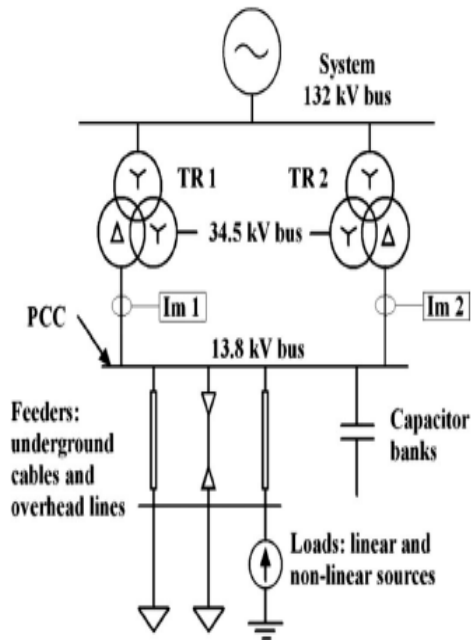 System
132 kV bus
TR 1
TR 2
34.5 kV bus
Im 1
Im 2
PCC
13.8 kV bus
Feeders:
underground
cables and
overhead lines
Capacitor
banks
Loads: linear and
non-linear sources